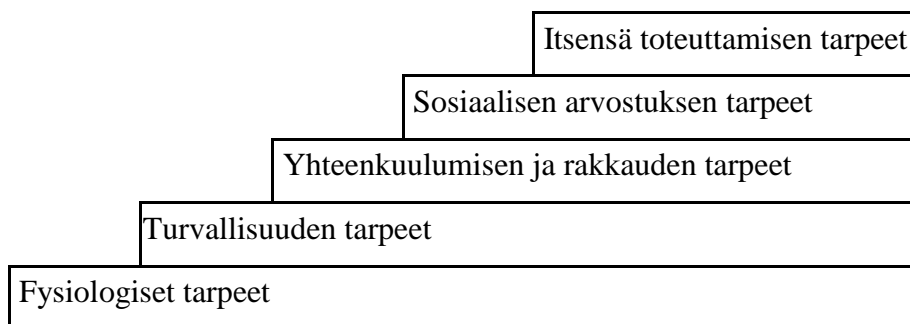 Itsensä toteuttamisen tarpeet
Sosiaalisen arvostuksen tarpeet
Yhteenkuulumisen ja rakkauden tarpeet
Turvallisuuden tarpeet
Fysiologiset tarpeet